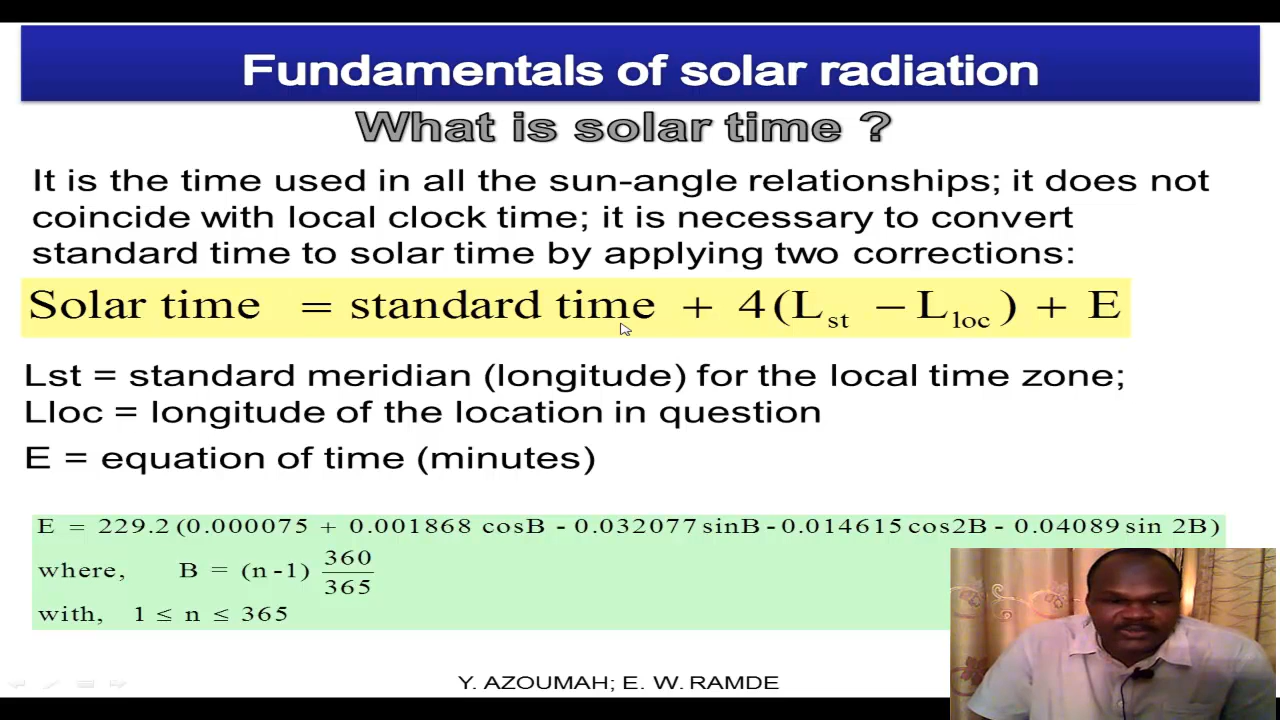 Fundamentals of solar radiation
What is solar time ?
It is the time used in all the sun-angle relationships; it does not
coincide with local clock time; it is necessary to convert
standard time to solar time by applying two corrections:
Solar time = standard time + 4(L st − L loc ) + E
Lst = standard meridian (longitude) for the local time zone;
Lloc = longitude of the location in question
E = equation of time (minutes)
E = 229.2 (0.000075 + 0.001868 cosB - 0.032077 sinB - 0.014615 cos2B - 0.04089 sin 2B)
where, B = (n -1) 360/365
with, 1 ≤ n ≤ 365
Y. AZOUMAH; E. W. RAMDE